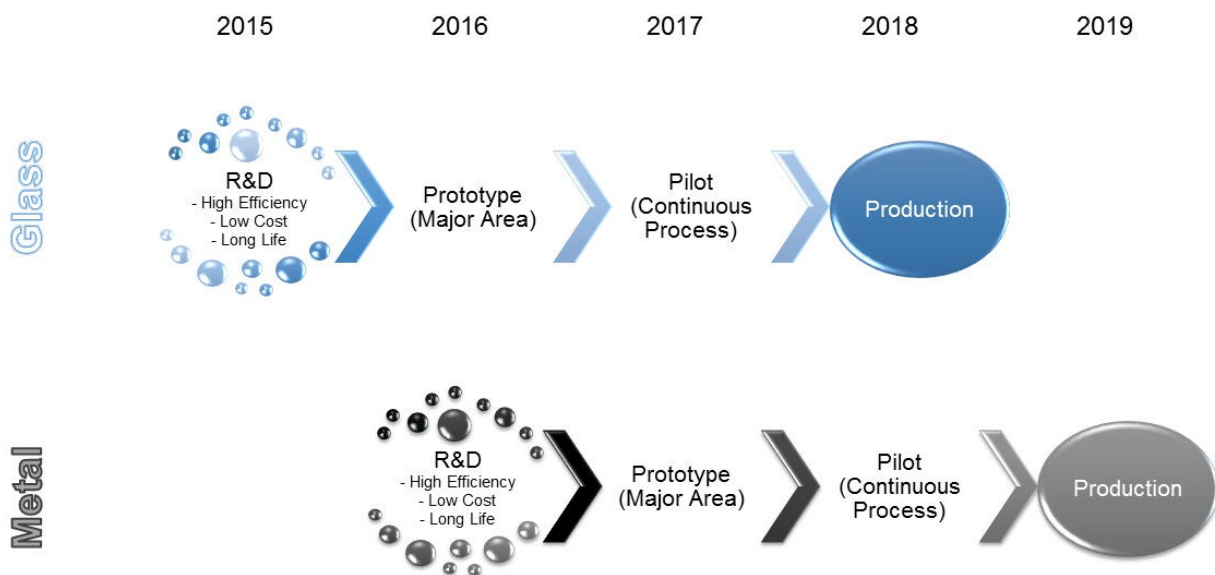 2015 2016 2017 2018 2019
Glass
R&D
- High Efficiency
- Low Cost
- Long Life
Prototype
(Major Area)
Pilot
(Continuous
Process)
Production
Metal
R&D
- High Efficiency
- Low Cost
- Long Life
Prototype
(Major Area)
Pilot
(Continuous
Process)
Production